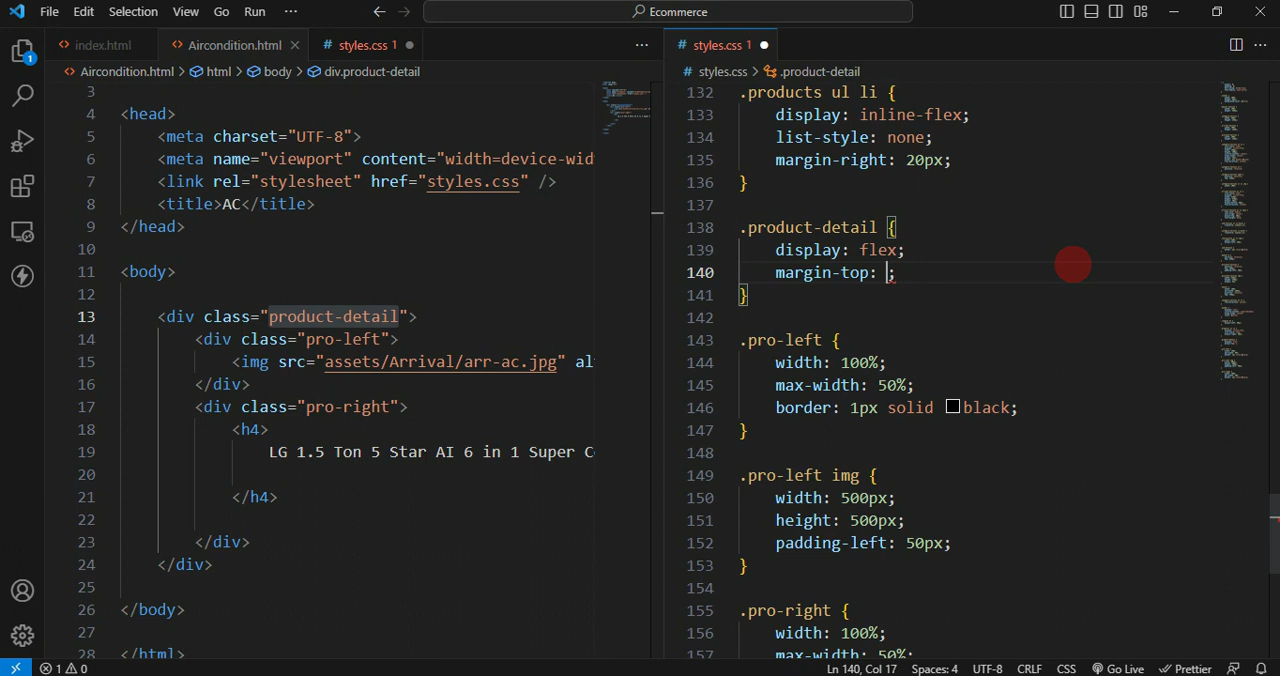 File Edit Selection View Go Run ··· Ecommerce
index.html Aircondition.html # styles.css 1 ···
Aircondition.html > html > body > div.product-detail
3
4 <head>
5 <meta charset="UTF-8">
6 <meta name="viewport" content="width=device-wid
7 <link rel="stylesheet" href="styles.css" />
8 <title>AC</title>
9 </head>
10
11 <body>
12
13 <div class="product-detail">
14 <div class="pro-left">
15 <img src="assets/Arrival/arr-ac.jpg" al
16 </div>
17 <div class="pro-right">
18 <h4>
19 LG 1.5 Ton 5 Star AI 6 in 1 Super C
20
21 </h4>
22
23 </div>
24 </div>
25
26 </body>
27
28 </html>
# styles.css 1 ···
# styles.css > .product-detail
132 .products ul li {
133 display: inline-flex;
134 list-style: none;
135 margin-right: 20px;
136 }
137
138 .product-detail {
139 display: flex;
140 margin-top: ;
141 }
142
143 .pro-left {
144 width: 100%;
145 max-width: 50%;
146 border: 1px solid black;
147 }
148
149 .pro-left img {
150 width: 500px;
151 height: 500px;
152 padding-left: 50px;
153 }
154
155 .pro-right {
156 width: 100%;
157 max-width: 50%;
1
1 0 Ln 140, Col 17 Spaces: 4 UTF-8 CRLF CSS Go Live Prettier